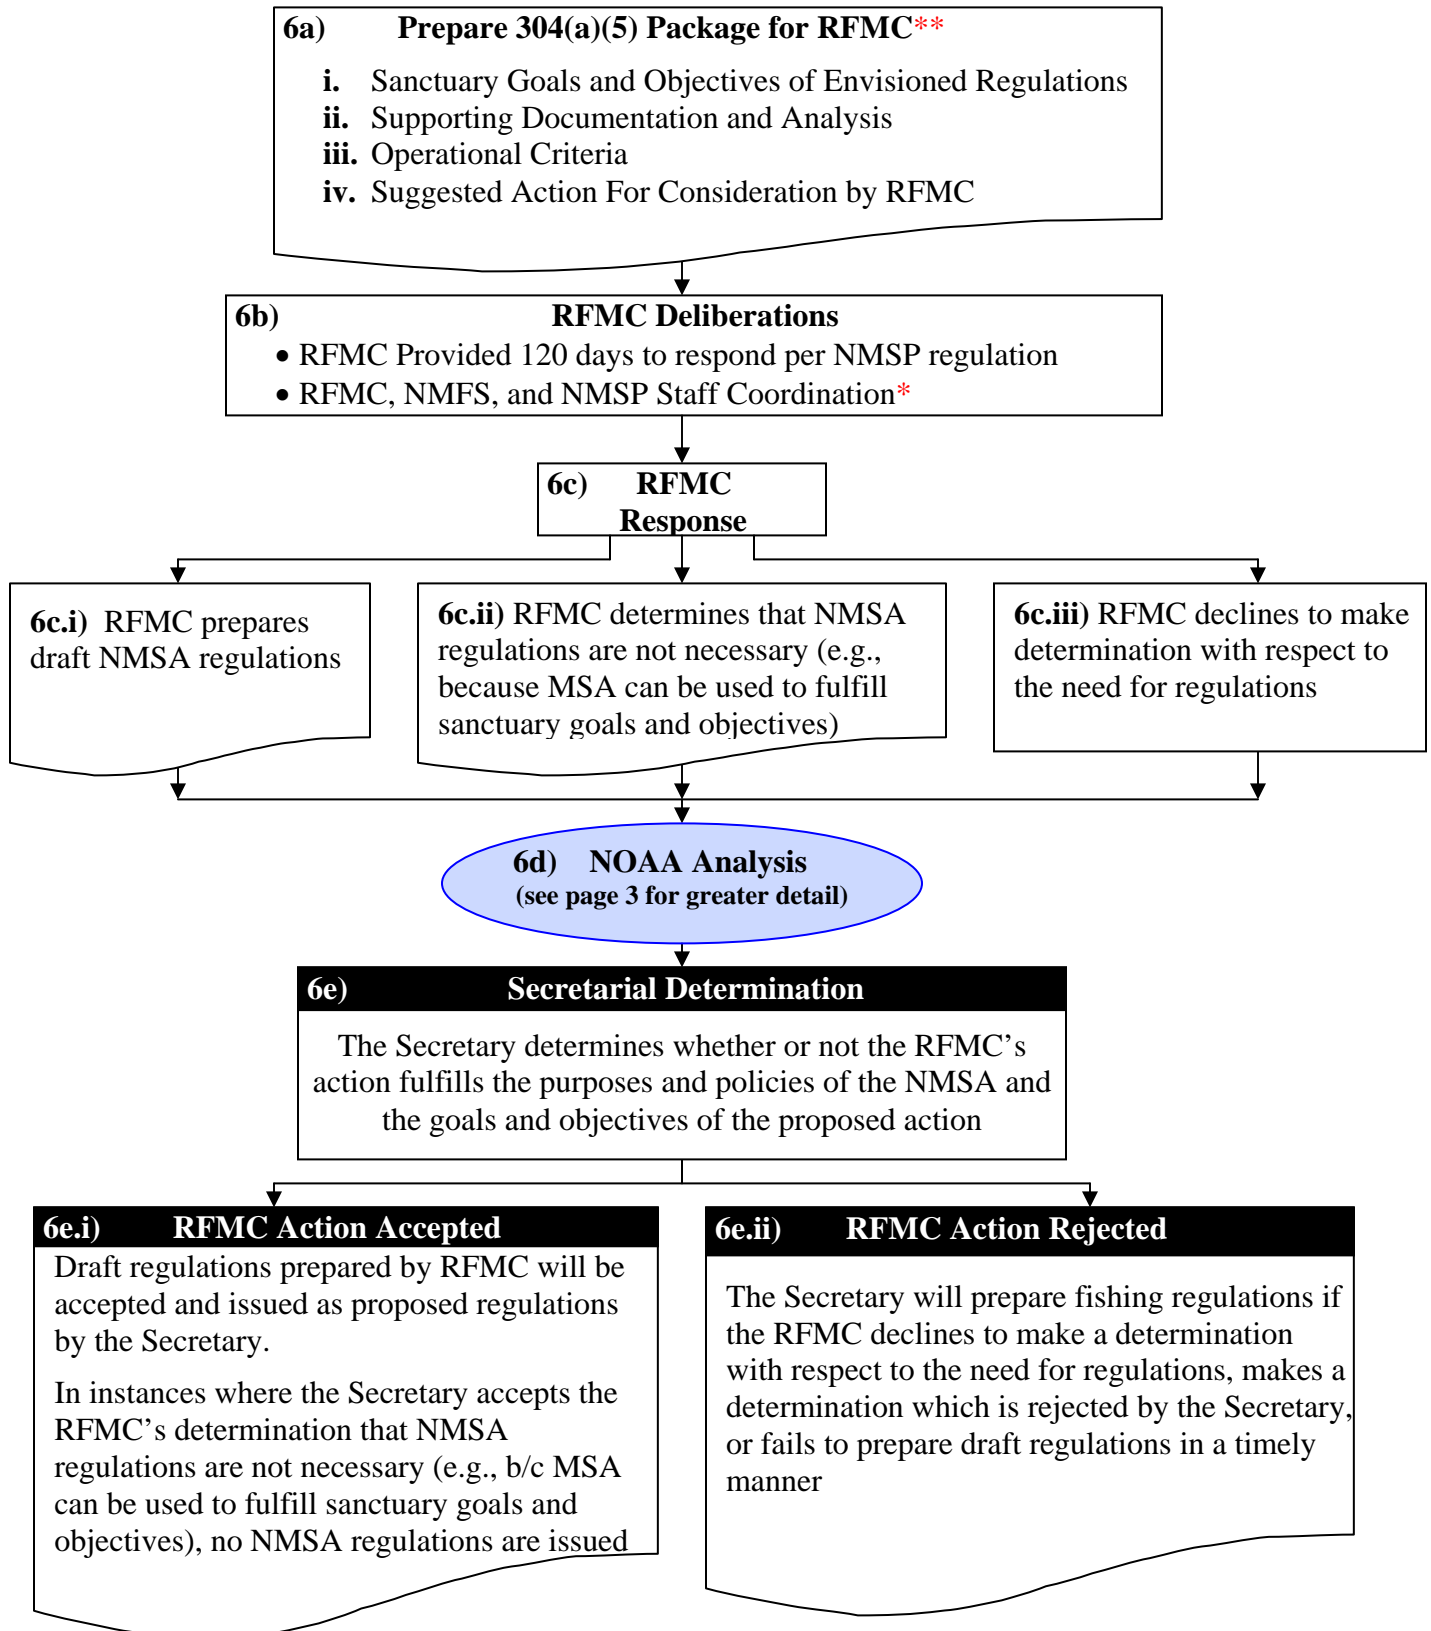 6a) Prepare 304(a)(5) Package for RFMC**
i. Sanctuary Goals and Objectives of Envisioned Regulations
ii. Supporting Documentation and Analysis
iii. Operational Criteria
iv. Suggested Action For Consideration by RFMC
6b) RFMC Deliberations
• RFMC Provided 120 days to respond per NMSP regulation
• RFMC, NMFS, and NMSP Staff Coordination*
6c) RFMC
Response
6c.i) RFMC prepares
draft NMSA regulations
6c.ii) RFMC determines that NMSA
regulations are not necessary (e.g.,
because MSA can be used to fulfill
sanctuary goals and objectives)
6c.iii) RFMC declines to make
determination with respect to
the need for regulations
6d) NOAA Analysis
(see page 3 for greater detail)
6e) Secretarial Determination
The Secretary determines whether or not the RFMC’s
action fulfills the purposes and policies of the NMSA and
the goals and objectives of the proposed action
6e.i) RFMC Action Accepted
Draft regulations prepared by RFMC will be
accepted and issued as proposed regulations
by the Secretary.
In instances where the Secretary accepts the
RFMC’s determination that NMSA
regulations are not necessary (e.g., b/c MSA
can be used to fulfill sanctuary goals and
objectives), no NMSA regulations are issued
6e.ii) RFMC Action Rejected
The Secretary will prepare fishing regulations if
the RFMC declines to make a determination
with respect to the need for regulations, makes a
determination which is rejected by the Secretary,
or fails to prepare draft regulations in a timely
manner